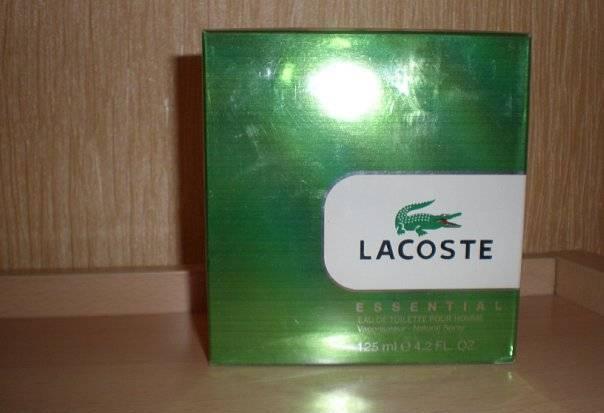 LACOSTE
ESSENTIAL
EAU DE TOILETTE POUR HOMME
Vaporisateur - Natural Spray
125 ml ℮ 4.2 FL. OZ.